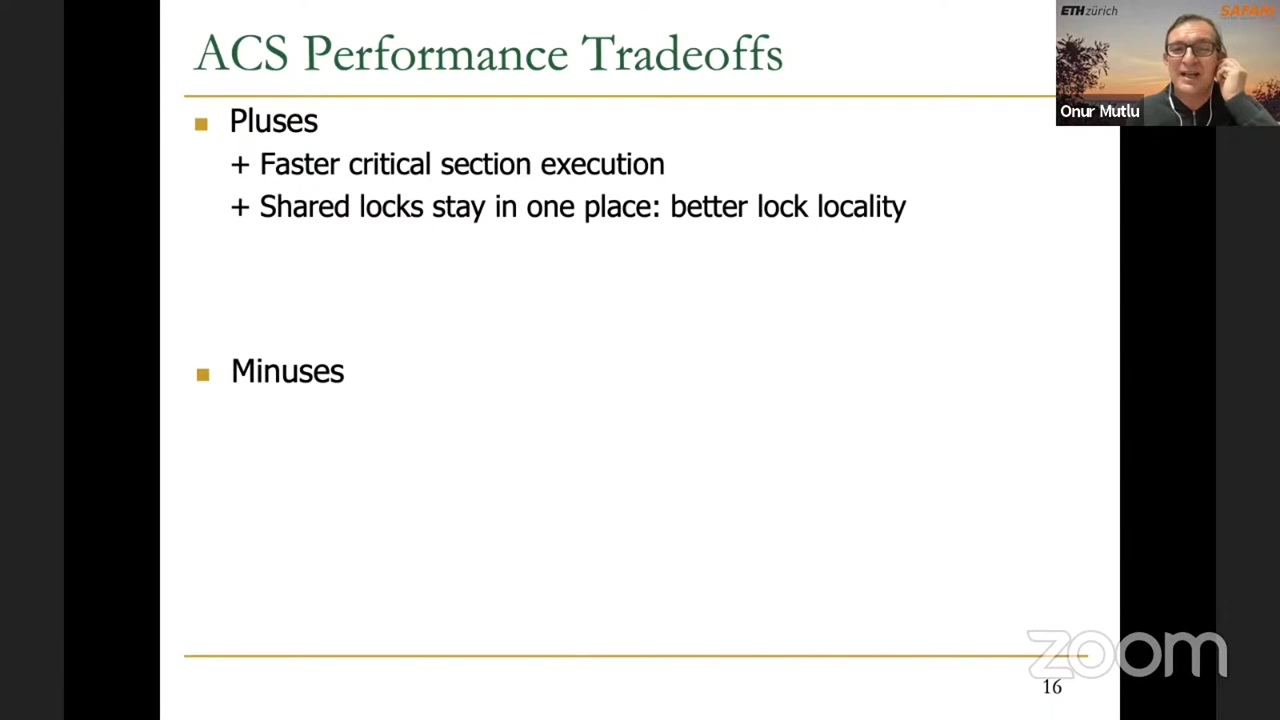 ACS Performance Tradeoffs
ETH zürich
SAFARI
Onur Mutlu
Pluses
+ Faster critical section execution
+ Shared locks stay in one place: better lock locality
Minuses
zoom
16